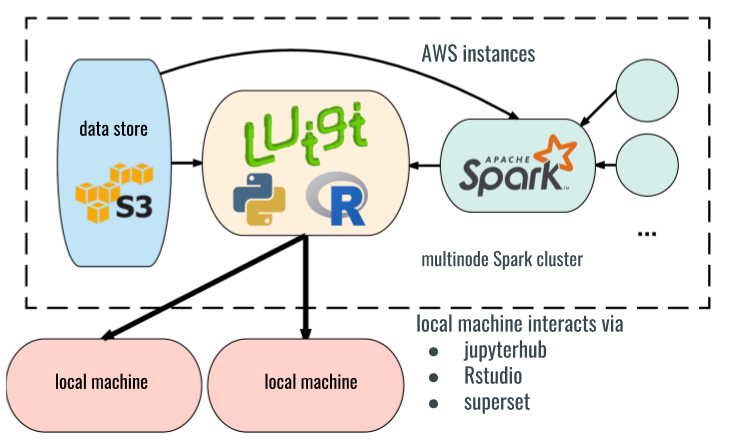 AWS instances
data store
S3
Luigi
R
APACHE
Spark™
...
multinode Spark cluster
local machine interacts via
● jupyterhub
● Rstudio
● superset
local machine
local machine